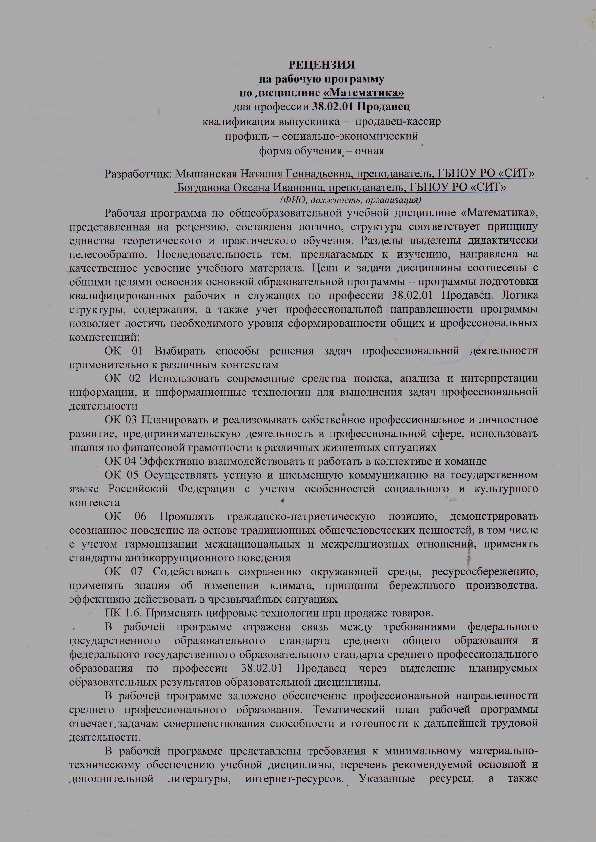 РЕЦЕНЗИЯ
на рабочую программу
по дисциплине «Математика»
для профессии 38.02.01 Продавец
квалификация выпускника – продавец-кассир
профиль – социально-экономический
форма обучения – очная
Разработчик: Мышанская Наталия Геннадьевна, преподаватель, ГБПОУ РО «СИТ»
Богданова Оксана Ивановна, преподаватель, ГБПОУ РО «СИТ»
(ФИО, должность, организация)
Рабочая программа по общеобразовательной учебной дисциплине «Математика»,
представленная на рецензию, составлена логично, структура соответствует принципу
единства теоретического и практического обучения. Разделы выделены дидактически
целесообразно. Последовательность тем, предлагаемых к изучению, направлена на
качественное усвоение учебного материала. Цели и задачи дисциплины соотнесены с
общими целями освоения основной образовательной программы – программы подготовки
квалифицированных рабочих и служащих по профессии 38.02.01 Продавец. Логика
структуры, содержания, а также учет профессиональной направленности программы
позволяет достичь необходимого уровня сформированности общих и профессиональных
компетенций:
ОК 01 Выбирать способы решения задач профессиональной деятельности
применительно к различным контекстам
ОК 02 Использовать современные средства поиска, анализа и интерпретации
информации, и информационные технологии для выполнения задач профессиональной
деятельности
ОК 03 Планировать и реализовывать собственное профессиональное и личностное
развитие, предпринимательскую деятельность в профессиональной сфере, использовать
знания по финансовой грамотности в различных жизненных ситуациях
ОК 04 Эффективно взаимодействовать и работать в коллективе и команде
ОК 05 Осуществлять устную и письменную коммуникацию на государственном
языке Российской Федерации с учетом особенностей социального и культурного
контекста
ОК 06 Проявлять гражданско-патриотическую позицию, демонстрировать
осознанное поведение на основе традиционных общечеловеческих ценностей, в том числе
с учетом гармонизации межнациональных и межрелигиозных отношений, применять
стандарты антикоррупционного поведения
ОК 07 Содействовать сохранению окружающей среды, ресурсосбережению,
применять знания об изменении климата, принципы бережливого производства,
эффективно действовать в чрезвычайных ситуациях
ПК 1.6. Применять цифровые технологии при продаже товаров.
В рабочей программе отражена связь между требованиями федерального
государственного образовательного стандарта среднего общего образования и
федерального государственного образовательного стандарта среднего профессионального
образования по профессии 38.02.01 Продавец через выделение планируемых
образовательных результатов образовательной дисциплины.
В рабочей программе заложено обеспечение профессиональной направленности
среднего профессионального образования. Тематический план рабочей программы
отвечает задачам совершенствования способности и готовности к дальнейшей трудовой
деятельности.
В рабочей программе представлены требования к минимальному материально-
техническому обеспечению учебной дисциплины, перечень рекомендуемой основной и
дополнительной литературы, интернет-ресурсов. Указанные ресурсы, а также